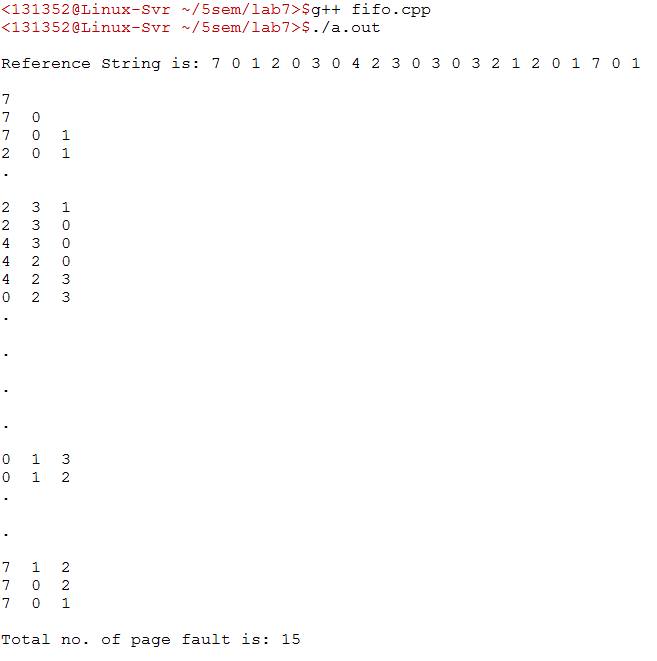 <131352@Linux-Svr ~/5sem/lab7>$g++ fifo.cpp
<131352@Linux-Svr ~/5sem/lab7>$./a.out
Reference String is: 7 0 1 2 0 3 0 4 2 3 0 3 0 3 2 1 2 0 1 7 0 1
7
7 0
7 0 1
2 0 1
.
2 3 1
2 3 0
4 3 0
4 2 0
4 2 3
0 2 3
.
.
.
.
0 1 3
0 1 2
.
.
7 1 2
7 0 2
7 0 1
Total no. of page fault is: 15